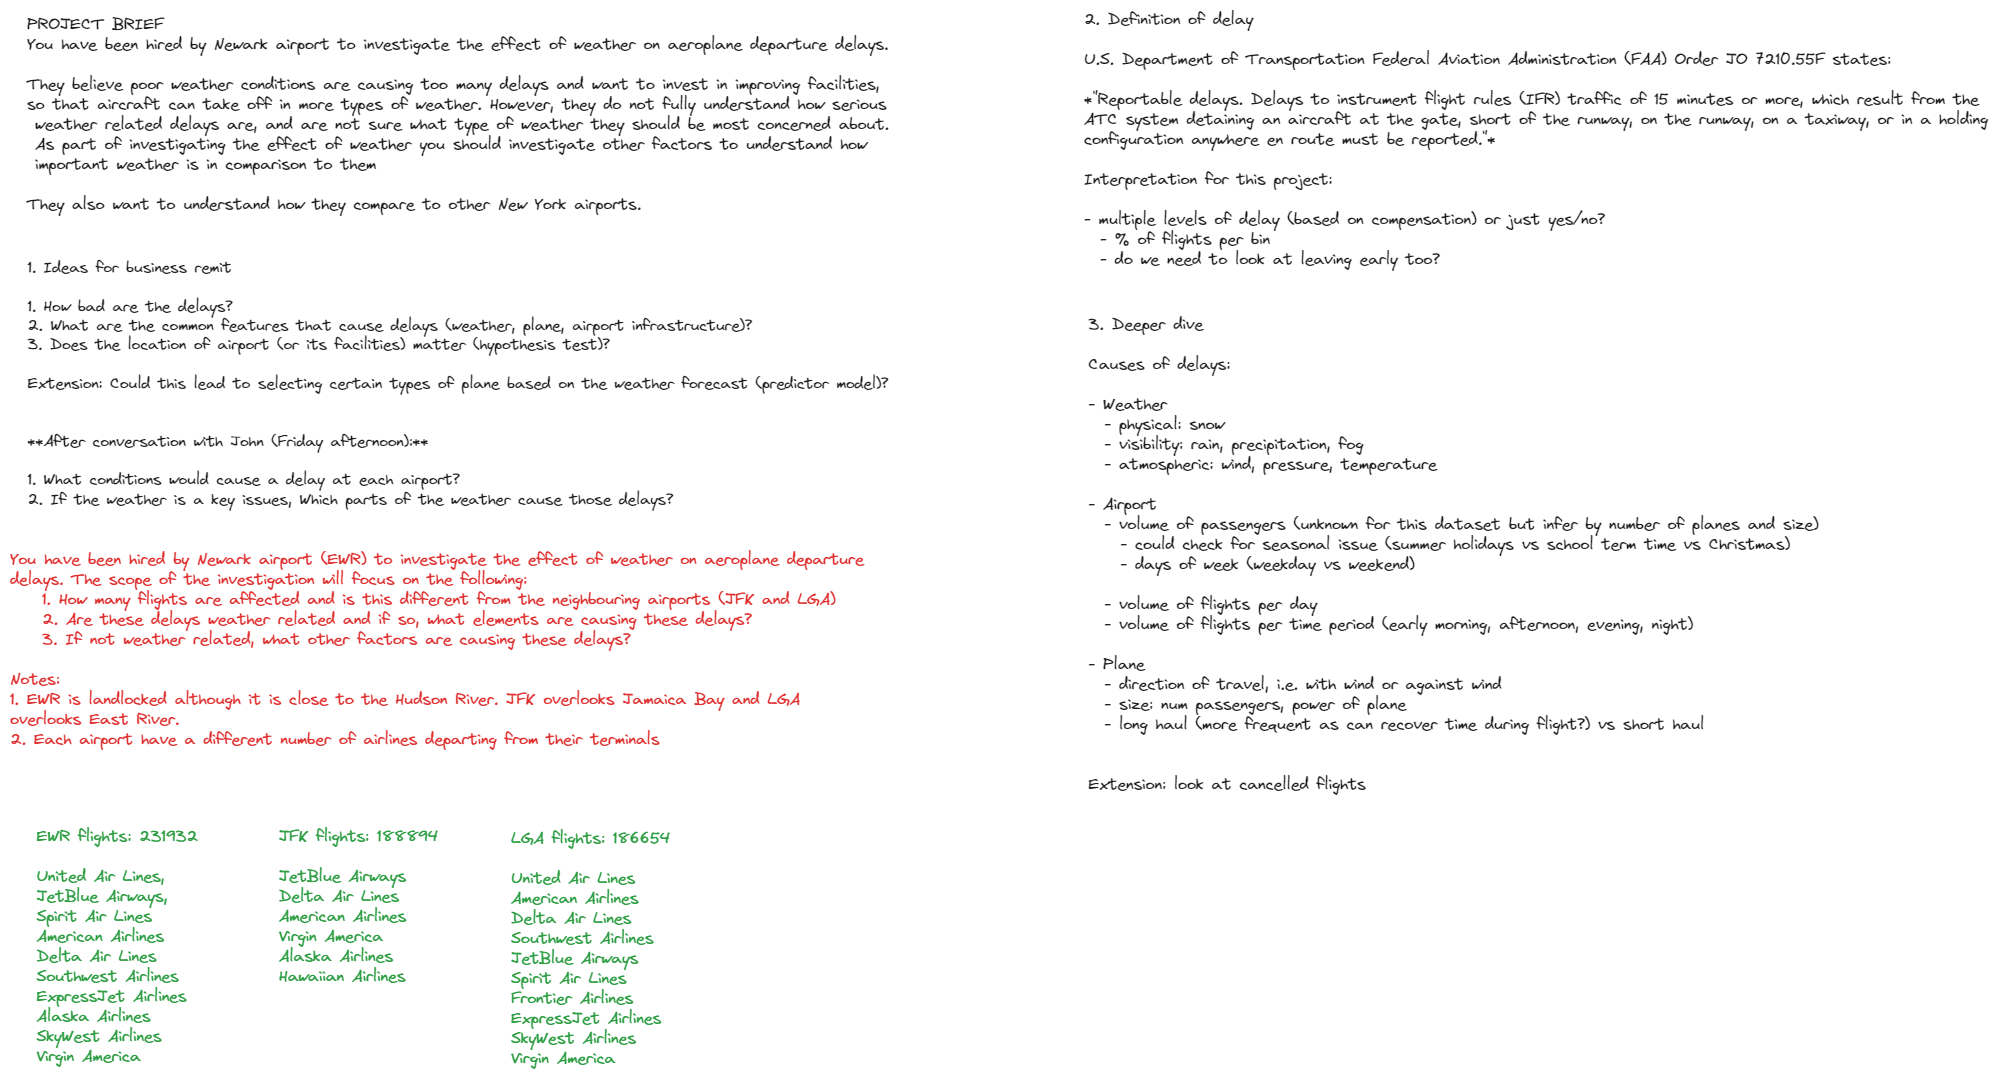 PROJECT BRIEF
You have been hired by Newark airport to investigate the effect of weather on aeroplane departure delays.
They believe poor weather conditions are causing too many delays and want to invest in improving facilities,
so that aircraft can take off in more types of weather. However, they do not fully understand how serious
weather related delays are, and are not sure what type of weather they should be most concerned about.
As part of investigating the effect of weather you should investigate other factors to understand how
important weather is in comparison to them
They also want to understand how they compare to other New York airports.
1. Ideas for business remit
1. How bad are the delays?
2. What are the common features that cause delays (weather, plane, airport infrastructure)?
3. Does the location of airport (or its facilities) matter (hypothesis test)?
Extension: Could this lead to selecting certain types of plane based on the weather forecast (predictor model)?
**After conversation with John (Friday afternoon):**
1. What conditions would cause a delay at each airport?
2. If the weather is a key issues, Which parts of the weather cause those delays?
You have been hired by Newark airport (EWR) to investigate the effect of weather on aeroplane departure
delays. The scope of the investigation will focus on the following:
1. How many flights are affected and is this different from the neighbouring airports (JFK and LGA)
2. Are these delays weather related and if so, what elements are causing these delays?
3. If not weather related, what other factors are causing these delays?
Notes:
1. EWR is landlocked although it is close to the Hudson River. JFK overlooks Jamaica Bay and LGA
overlooks East River.
2. Each airport have a different number of airlines departing from their terminals
EWR flights: 231932
United Air Lines,
JetBlue Airways,
Spirit Air Lines
American Airlines
Delta Air Lines
Southwest Airlines
ExpressJet Airlines
Alaska Airlines
SkyWest Airlines
Virgin America
JFK flights: 188894
JetBlue Airways
Delta Air Lines
American Airlines
Virgin America
Alaska Airlines
Hawaiian Airlines
LGA flights: 186654
United Air Lines
American Airlines
Delta Air Lines
Southwest Airlines
JetBlue Airways
Spirit Air Lines
Frontier Airlines
ExpressJet Airlines
SkyWest Airlines
Virgin America
2. Definition of delay
U.S. Department of Transportation Federal Aviation Administration (FAA) Order JO 7210.55F states:
*"Reportable delays. Delays to instrument flight rules (IFR) traffic of 15 minutes or more, which result from the
ATC system detaining an aircraft at the gate, short of the runway, on the runway, on a taxiway, or in a holding
configuration anywhere en route must be reported."*
Interpretation for this project:
- multiple levels of delay (based on compensation) or just yes/no?
- % of flights per bin
- do we need to look at leaving early too?
3. Deeper dive
Causes of delays:
- Weather
- physical: snow
- visibility: rain, precipitation, fog
- atmospheric: wind, pressure, temperature
- Airport
- volume of passengers (unknown for this dataset but infer by number of planes and size)
- could check for seasonal issue (summer holidays vs school term time vs Christmas)
- days of week (weekday vs weekend)
- volume of flights per day
- volume of flights per time period (early morning, afternoon, evening, night)
- Plane
- direction of travel, i.e. with wind or against wind
- size: num passengers, power of plane
- long haul (more frequent as can recover time during flight?) vs short haul
Extension: look at cancelled flights